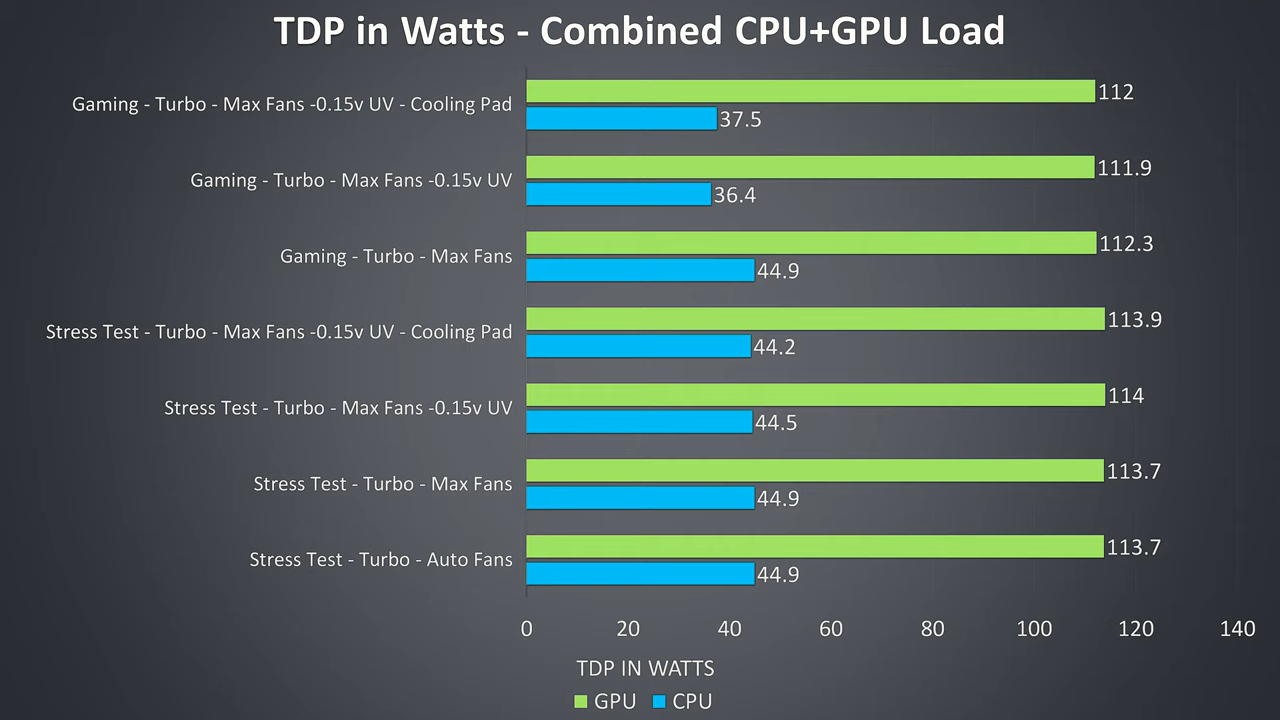 TDP in Watts - Combined CPU+GPU Load
Gaming - Turbo - Max Fans -0.15v UV - Cooling Pad
112
37.5
Gaming - Turbo - Max Fans -0.15v UV
111.9
36.4
Gaming - Turbo - Max Fans
112.3
44.9
Stress Test - Turbo - Max Fans -0.15v UV - Cooling Pad
113.9
44.2
Stress Test - Turbo - Max Fans -0.15v UV
114
44.5
Stress Test - Turbo - Max Fans
113.7
44.9
Stress Test - Turbo - Auto Fans
113.7
44.9
0 20 40 60 80 100 120 140
TDP IN WATTS
GPU CPU